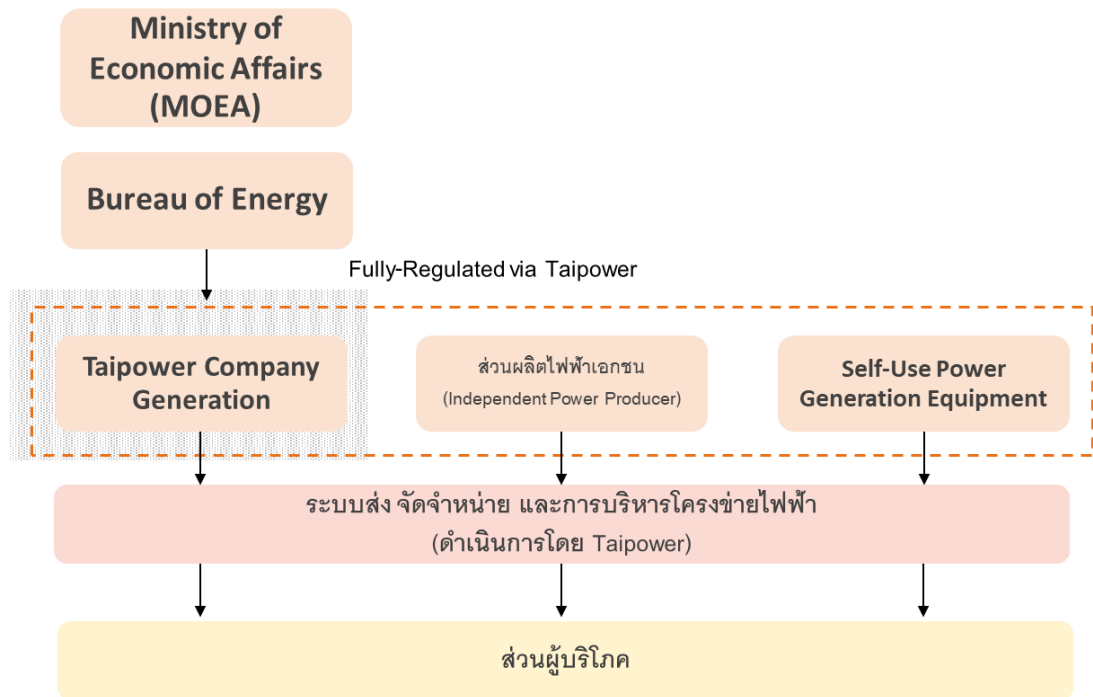 Ministry of
Economic Affairs
(MOEA)
Bureau of Energy
Fully-Regulated via Taipower
Taipower Company
Generation
ส่วนผลิตไฟฟ้าเอกชน
(Independent Power Producer)
Self-Use Power
Generation Equipment
ระบบส่ง จัดจำหน่าย และการบริหารโครงข่ายไฟฟ้า
(ดำเนินการโดย Taipower)
ส่วนผู้บริโภค